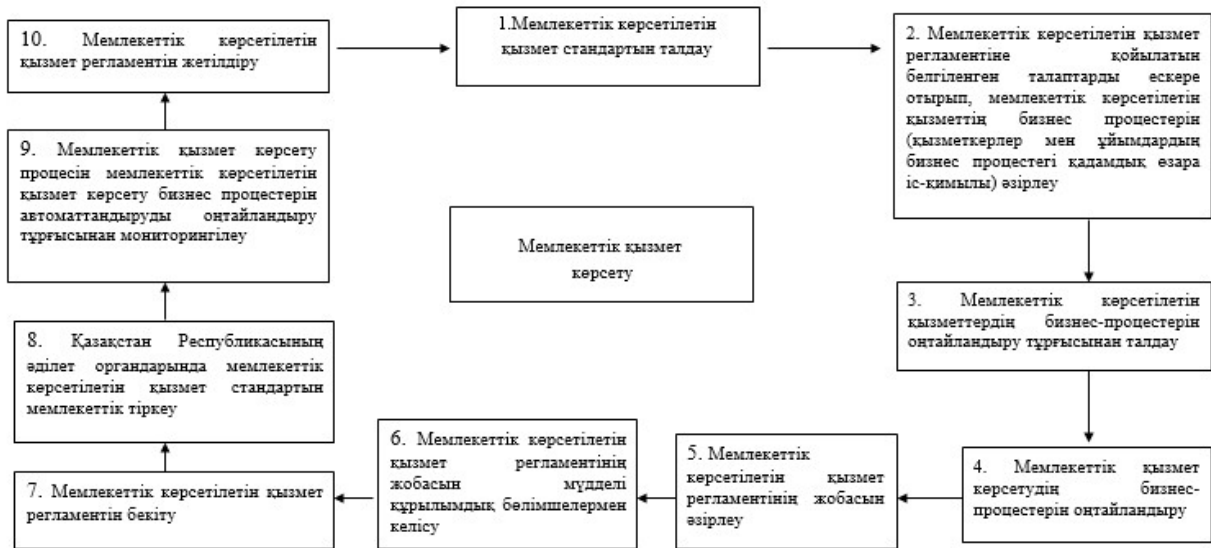 1.Мемлекеттік көрсетілетін
қызмет стандартын талдау
2. Мемлекеттік көрсетілетін қызмет
регламентіне қойылатын
белгіленген талаптарды ескере
отырып, мемлекеттік көрсетілетін
қызметтің бизнес процестерін
(қызметкерлер мен ұйымдардың
бизнес процестегі қадамдық өзара
іс-қимылы) әзірлеу
3. Мемлекеттік көрсетілетін
қызметтердің бизнес-процестерін
оңтайландыру тұрғысынан талдау
4. Мемлекеттік қызмет
көрсетудің бизнес-
процестерін оңтайландыру
5. Мемлекеттік
көрсетілетін қызмет
регламентінің жобасын
әзірлеу
6. Мемлекеттік көрсетілетін
қызмет регламентінің
жобасын мүдделі
құрылымдық бөлімшелермен
келісу
7. Мемлекеттік көрсетілетін қызмет
регламентін бекіту
8. Қазақстан Республикасының
әділет органдарында мемлекеттік
көрсетілетін қызмет стандартын
мемлекеттік тіркеу
9. Мемлекеттік қызмет көрсету
процесін мемлекеттік көрсетілетін
қызмет көрсету бизнес процестерін
автоматтандыруды оңтайландыру
тұрғысынан мониторингілеу
10. Мемлекеттік көрсетілетін
қызмет регламентін жетілдіру
Мемлекеттік қызмет
көрсету